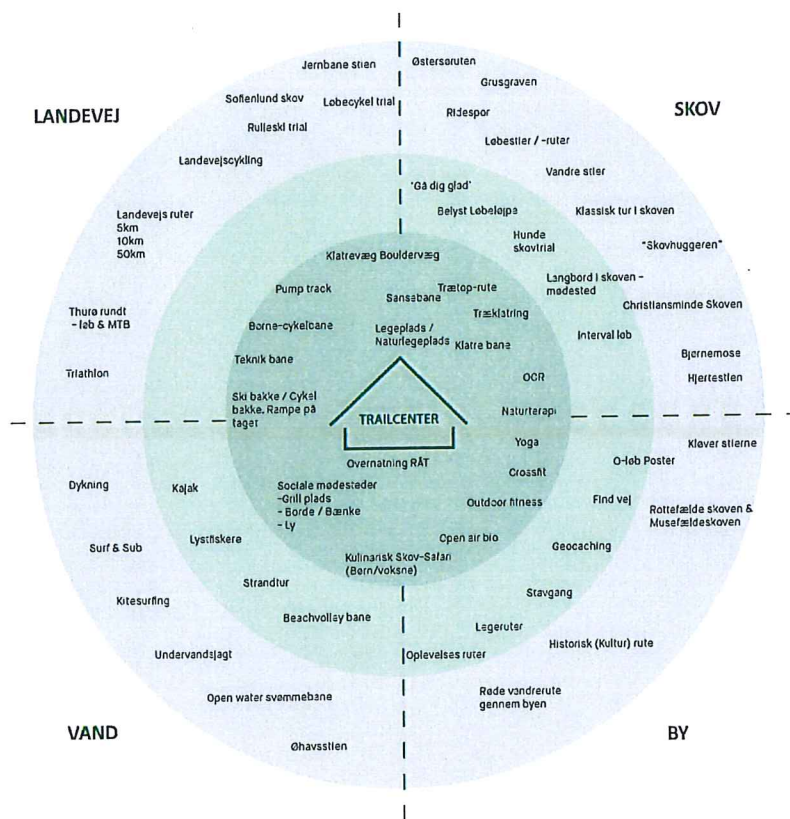 LANDEVEJ
Jernbane stien
Sofienlund skov
Løbecykel trial
Rulleski trial
Landevejscykling
Landevejs ruter
5km
10km
50km
Thurø rundt
- løb & MTB
Triathlon
SKOV
Østersøruten
Grusgraven
Ridespor
Løbestier / -ruter
Vandre stier
"Gå dig glad"
Belyst Løbeløjpe
Klassisk tur i skoven
Hunde
skovtrial
"Skovhuggeren"
Langbord i skoven -
mødested
Christiansminde Skoven
Interval løb
Bjørnemose
Hjertestien
Klatrevæg Bouldervæg
Pump track
Sansebane
Trætop-rute
Træklatring
Børne-cykelbane
Legeplads /
Naturlegeplads
Klatre bane
Teknik bane
OCR
Ski bakke / Cykel
bakke. Rampe på
taget
TRAILCENTER
Naturterapi
Yoga
Overnatning RÅT
Crossfit
Sociale mødesteder
-Grill plads
- Borde / Bænke
- Ly
Outdoor fitness
Open air bio
Kulinarisk Skov-Safari
(Børn/voksne)
Dykning
Kajak
Lystfiskere
Surf & Sub
Strandtur
Kitesurfing
Beachvolley bane
Undervandsjagt
Open water svømmebane
Øhavsstien
VAND
Kløver stierne
O-løb Poster
Find vej
Rottefælde skoven &
Musefældeskoven
Geocaching
Stavgang
Legeruter
Historisk (Kultur) rute
Oplevelses ruter
Røde vandrerute
gennem byen
BY